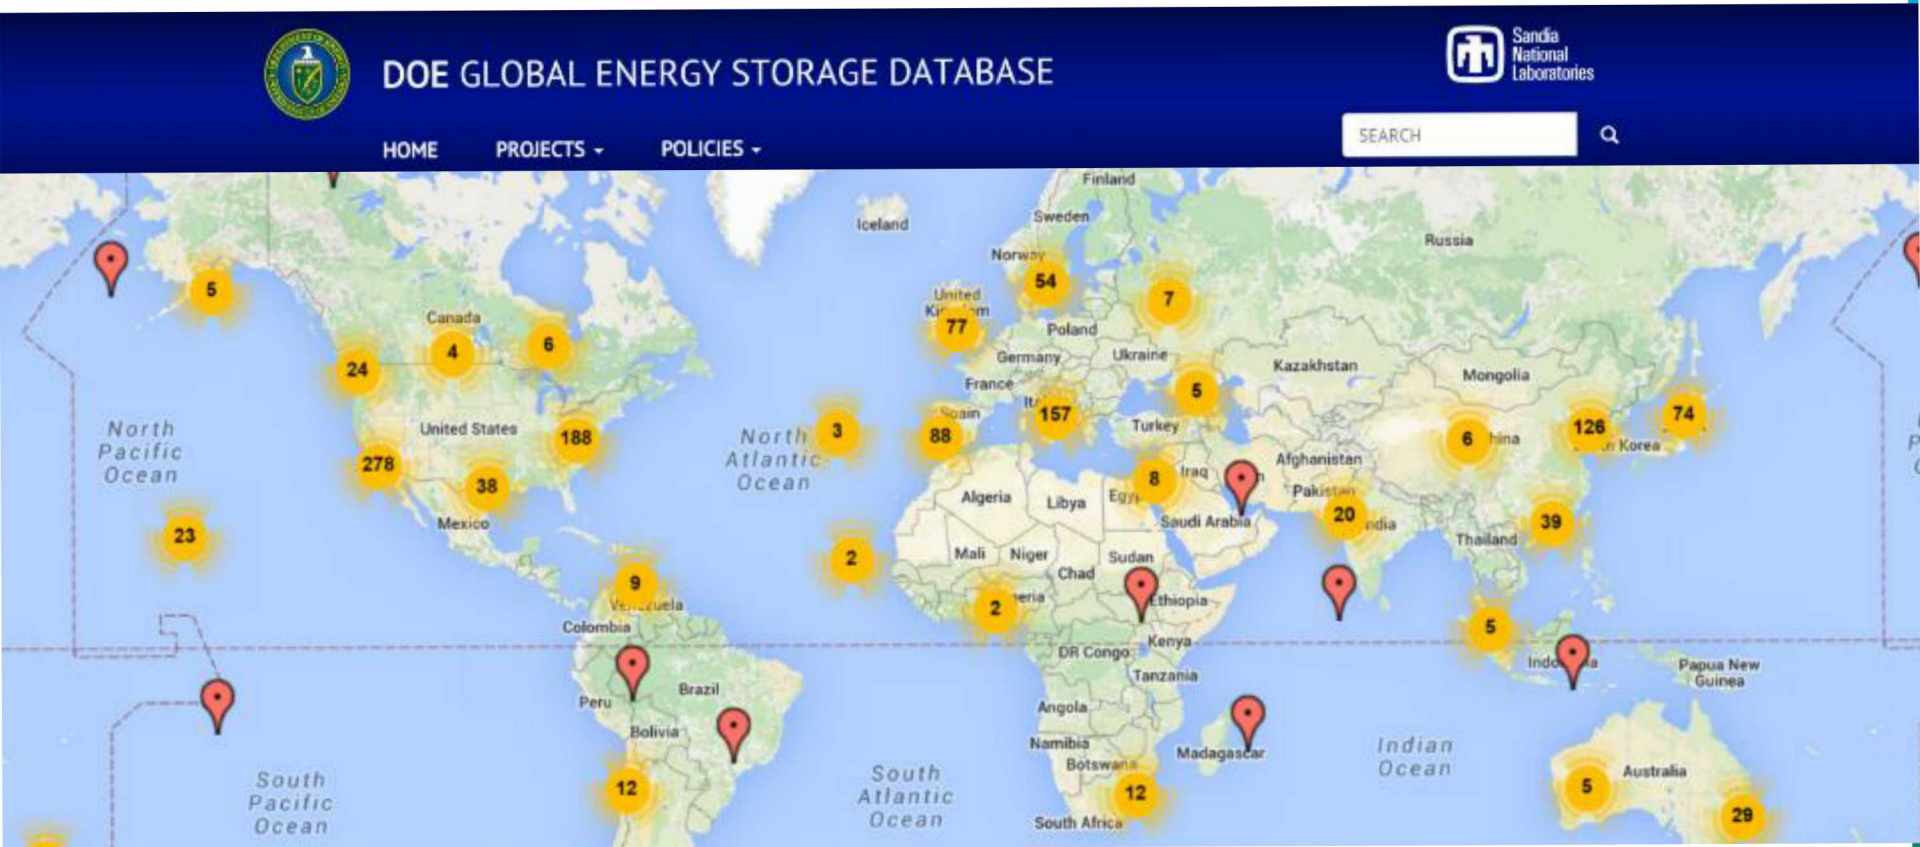 DOE GLOBAL ENERGY STORAGE DATABASE
Sandia
National
Laboratories
HOME PROJECTS POLICIES
SEARCH
Finland
Sweden
Iceland
Russia
Norway
54
5
7
United
77
Canada
Poland
4
6
Germany
Ukraine
24
Kazakhstan
Mongolia
France
5
North
Pacific
Ocean
United States
188
278
38
Mexico
North
Atlantic
Ocean
3
Spain
88
157
Turkey
6
126
Korea
74
Afghanistan
8
Iraq
Algeria
Libya
Pakistan
Saudi Arabia
20
39
Thailand
23
2
Mali
Niger
Chad
Sudan
9
2
Ethiopia
Colombia
5
Kenya
DR Congo
Papua New
Guinea
Tanzania
Brazil
Peru
Angola
Bolivia
Namibia
Madagascar
Botswana
Indian
Ocean
Australia
South
Pacific
Ocean
12
South
Atlantic
Ocean
12
South Africa
5
29